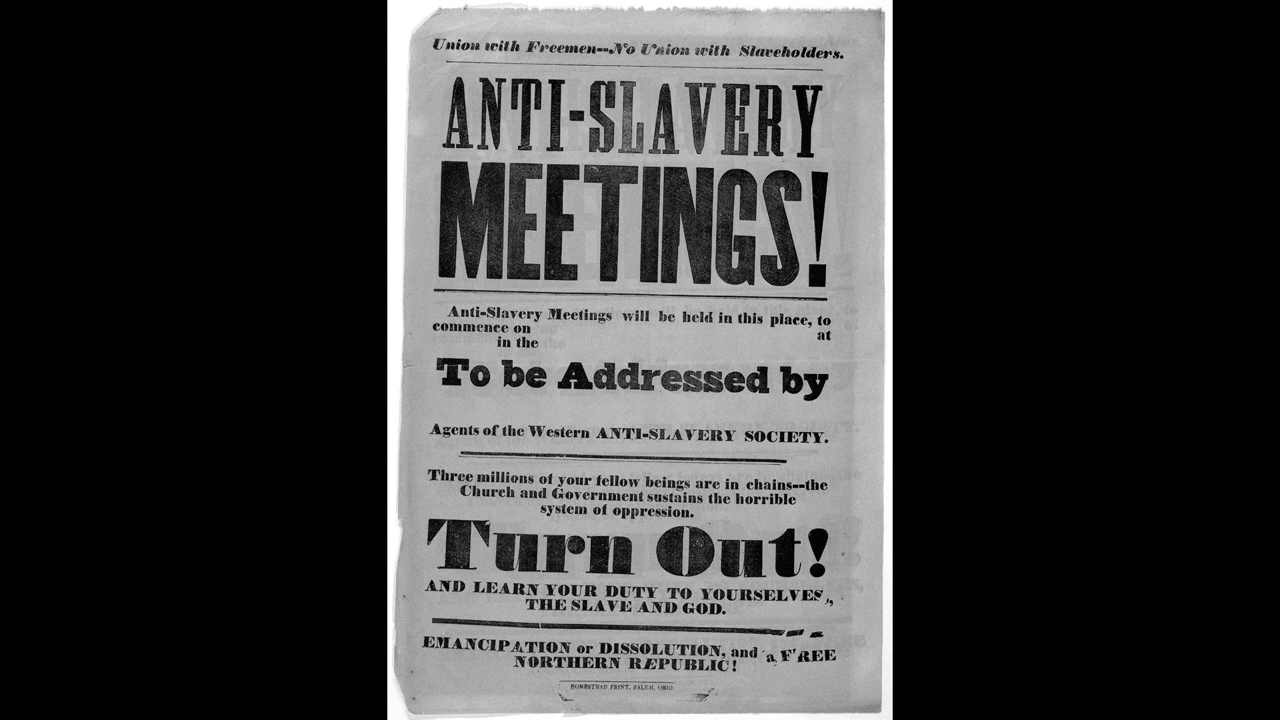 Union with Freemen--No Union with Slaveholders.
ANTI-SLAVERY
MEETINGS!
Anti-Slavery Meetings will be held in this place, to
commence on at
in the
To be Addressed by
Agents of the Western ANTI-SLAVERY SOCIETY.
Three millions of your fellow beings are in chains--the
Church and Government sustains the horrible
system of oppression.
Turn Out!
AND LEARN YOUR DUTY TO YOURSELVES,
THE SLAVE AND GOD.
EMANCIPATION or DISSOLUTION, and a FREE
NORTHERN REPUBLIC!
HOMESTEAD PRINT, SALEM, OHIO.